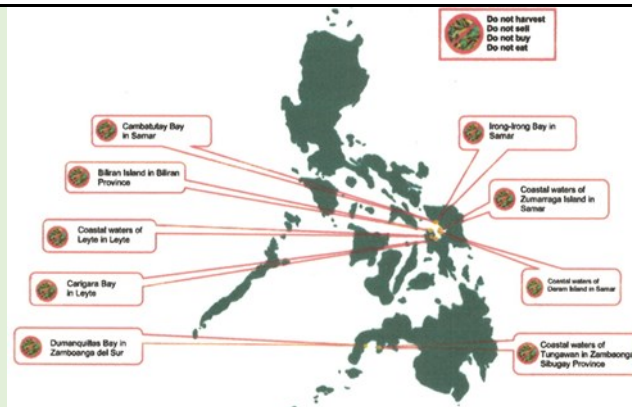 Do not harvest
Do not sell
Do not buy
Do not eat
Cambatutay Bay
in Samar
Irong-Irong Bay in
Samar
Biliran Island in Biliran
Province
Coastal waters of
Zumarraga Island in
Samar
Coastal waters of
Leyte in Leyte
Carigara Bay
in Leyte
Coastal waters of
Daram Island in Samar
Dumanquillas Bay in
Zamboanga del Sur
Coastal waters of
Tungawan in Zamboanga
Sibugay Province